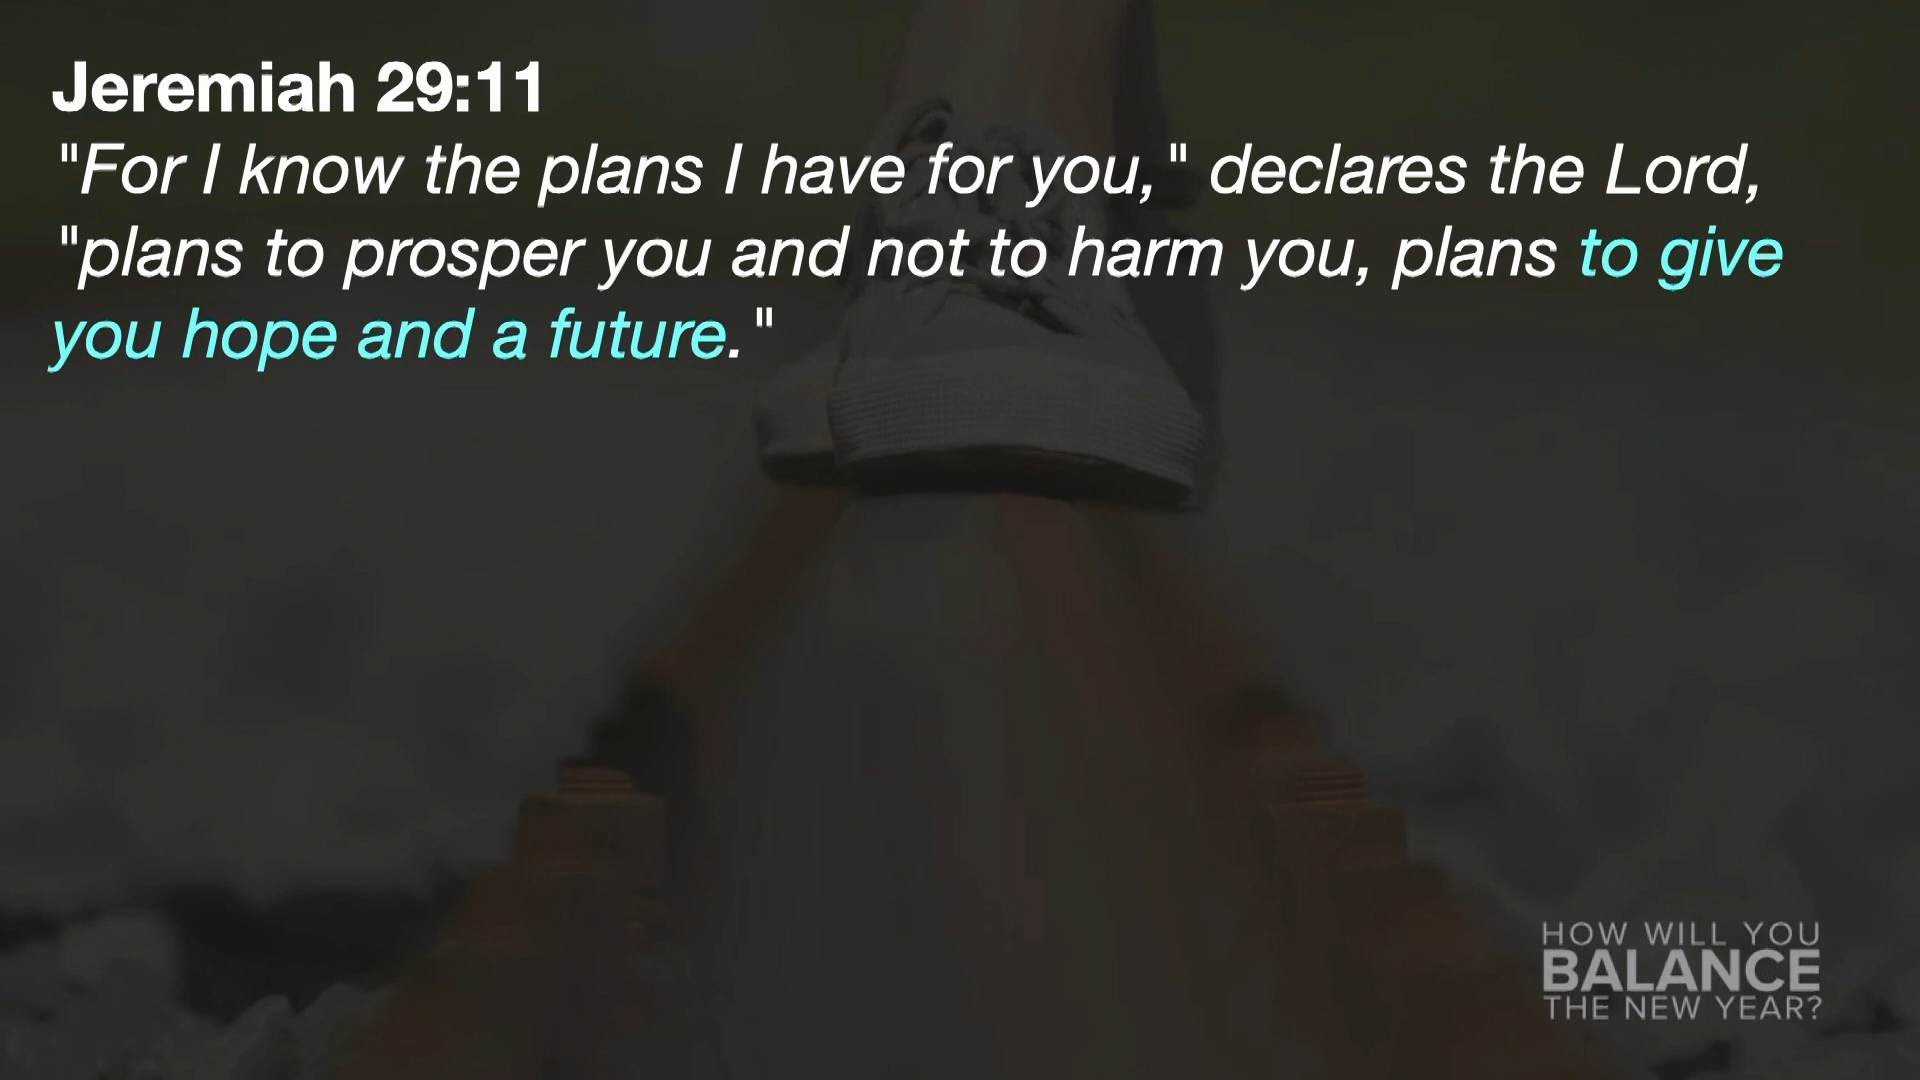 Jeremiah 29:11
"For I know the plans I have for you," declares the Lord,
"plans to prosper you and not to harm you, plans to give
you hope and a future."
HOW WILL YOU
BALANCE
THE NEW YEAR?